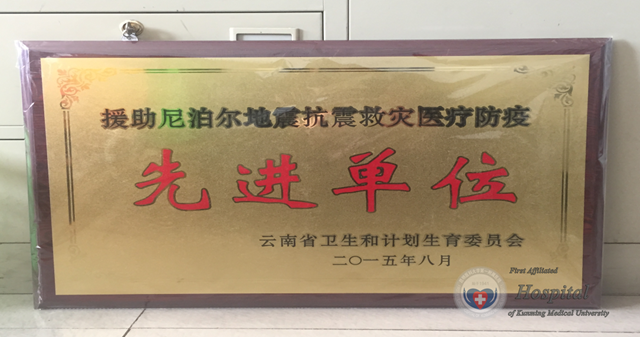 援助尼泊尔地震抗震救灾医疗防疫
先进单位
云南省卫生和计划生育委员会
二〇一五年八月
First Affiliated
Hospital
of Kunming Medical University